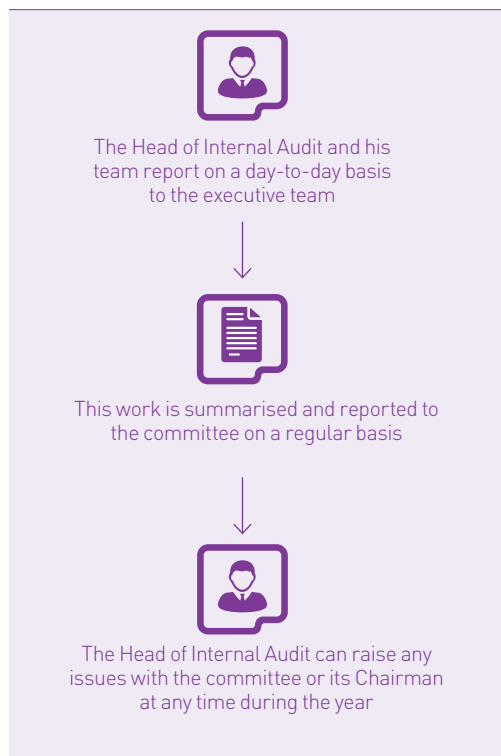 The Head of Internal Audit and his
team report on a day-to-day basis
to the executive team
This work is summarised and reported to
the committee on a regular basis
The Head of Internal Audit can raise any
issues with the committee or its Chairman
at any time during the year